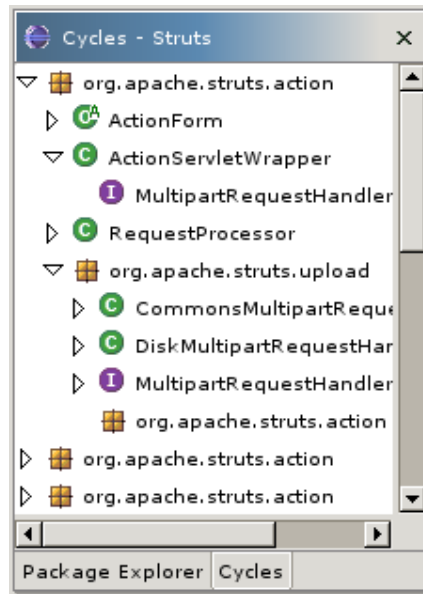 Cycles - Struts
org.apache.struts.action
ActionForm
ActionServletWrapper
MultipartRequestHandler
RequestProcessor
org.apache.struts.upload
CommonsMultipartReque
DiskMultipartRequestHar
MultipartRequestHandler
org.apache.struts.action
org.apache.struts.action
org.apache.struts.action
Package Explorer Cycles